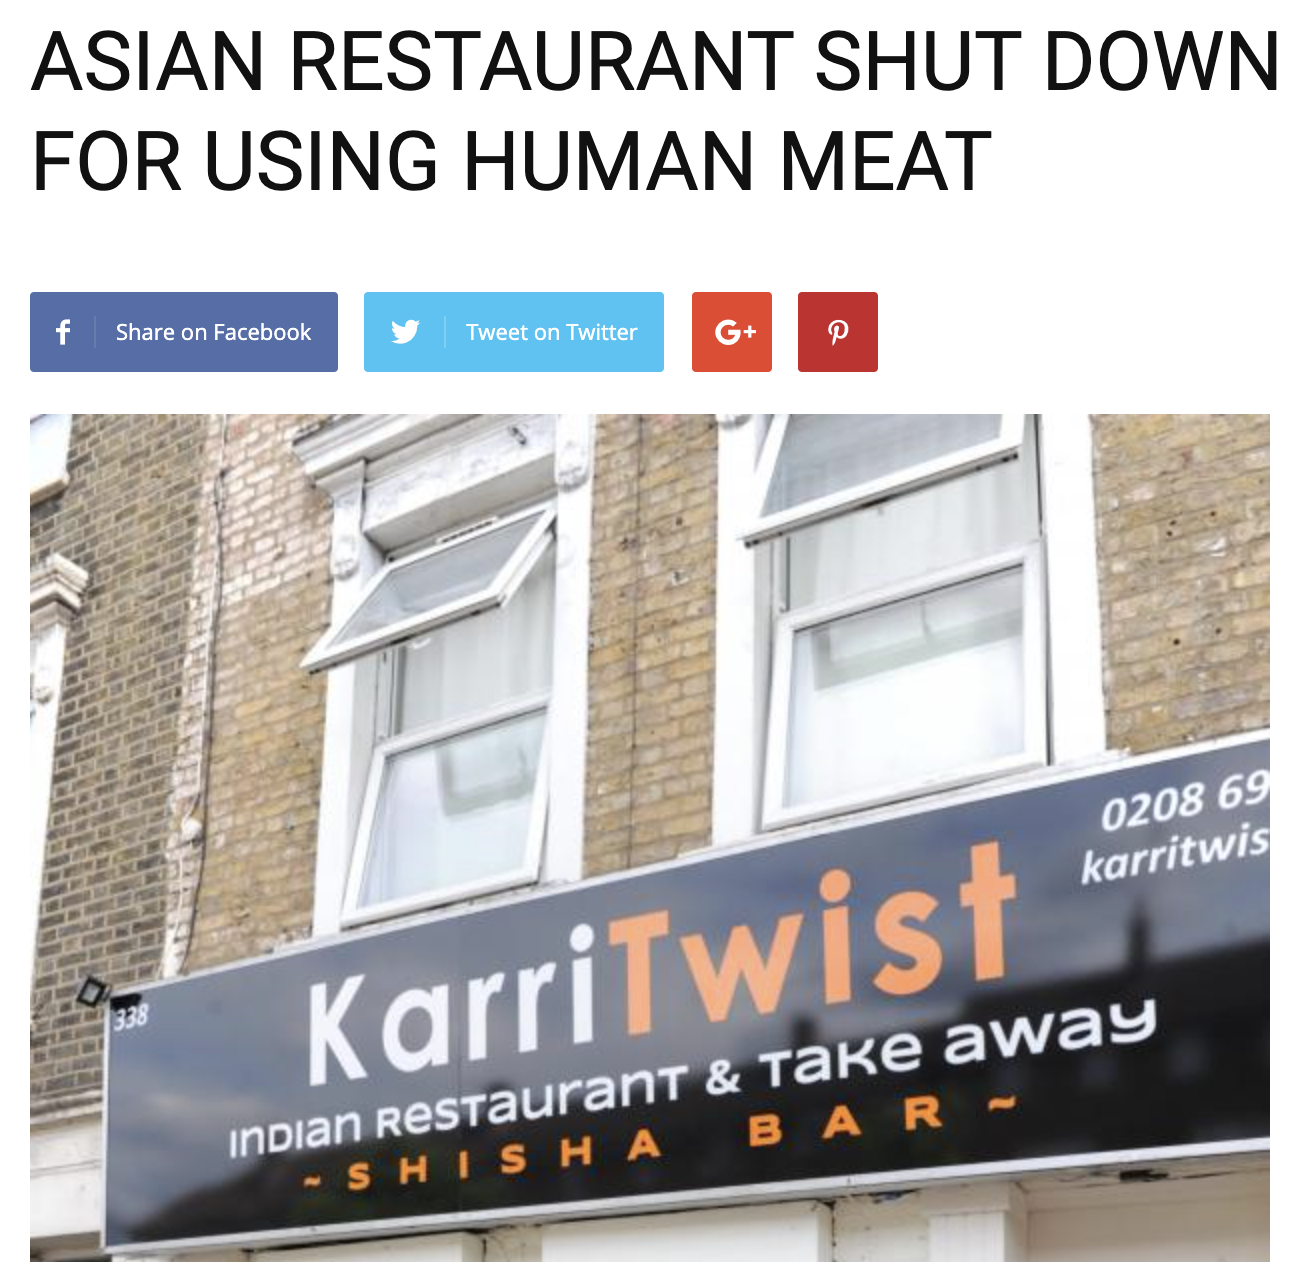 ASIAN RESTAURANT SHUT DOWN
FOR USING HUMAN MEAT
Share on Facebook
Tweet on Twitter
G+
0208 69
karritwis
338
KarriTwist
INDIAN RESTAURANT & TAKE AWAY
~ SHISHA BAR ~